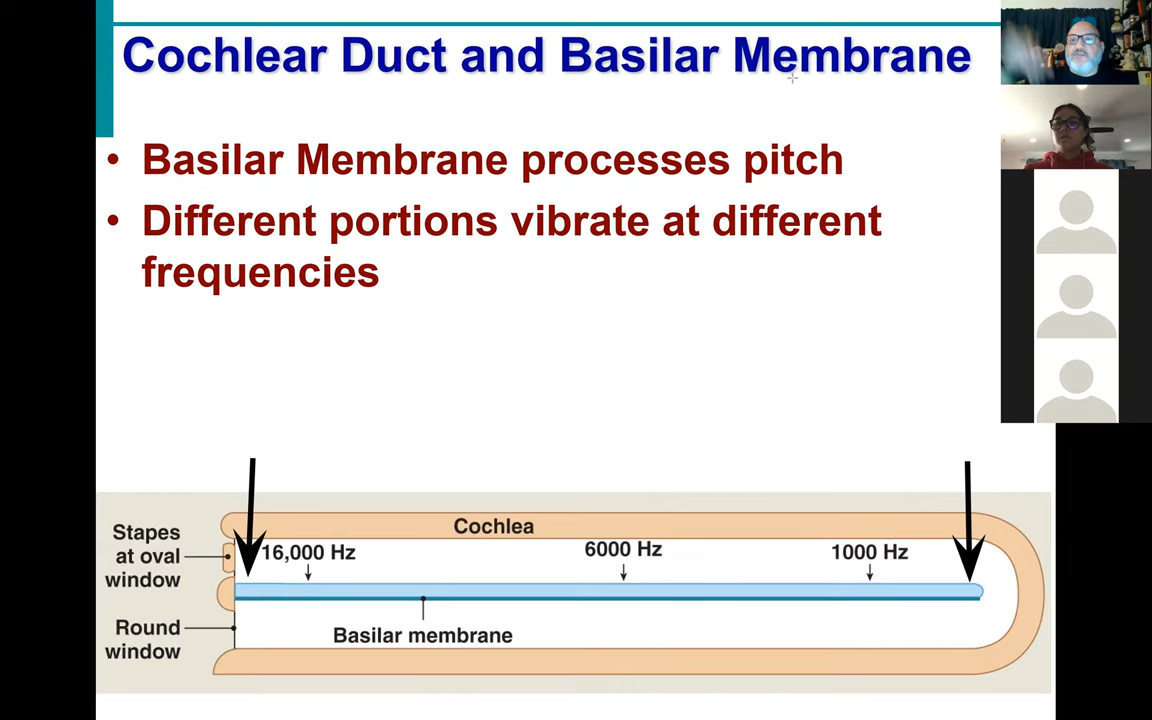 Cochlear Duct and Basilar Membrane
• Basilar Membrane processes pitch
• Different portions vibrate at different
frequencies
Cochlea
Stapes
at oval
window
16,000 Hz
6000 Hz
1000 Hz
Round
window
Basilar membrane